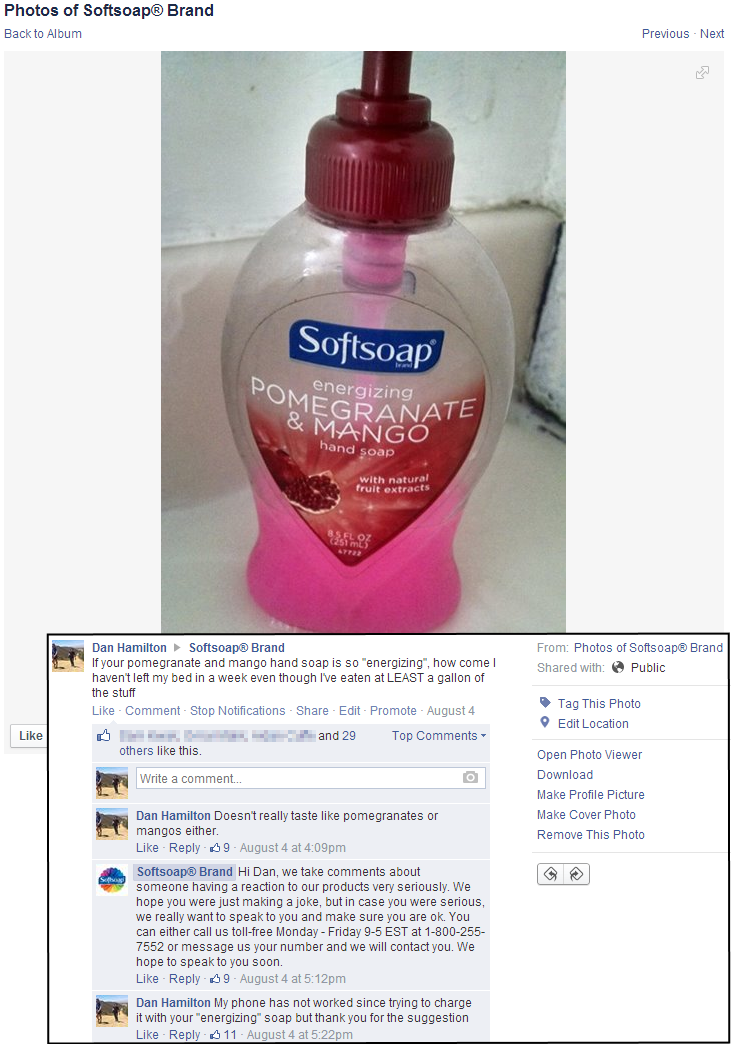 Photos of Softsoap® Brand
Back to Album
Previous · Next
Softsoap®
brand
energizing
POMEGRANATE
& MANGO
hand soap
with natural
fruit extracts
8.5 FL OZ
(251 mL)
67722
Like
Dan Hamilton ▸ Softsoap® Brand
If your pomegranate and mango hand soap is so "energizing", how come I
haven't left my bed in a week even though I've eaten at LEAST a gallon of
the stuff
Like · Comment · Stop Notifications · Share · Edit · Promote · August 4
and 29
others like this.
Top Comments
Write a comment...
Dan Hamilton Doesn't really taste like pomegranates or
mangos either.
Like · Reply · 9 · August 4 at 4:09pm
Softsoap
Softsoap® Brand Hi Dan, we take comments about
someone having a reaction to our products very seriously. We
hope you were just making a joke, but in case you were serious,
we really want to speak to you and make sure you are ok. You
can either call us toll-free Monday - Friday 9-5 EST at 1-800-255-
7552 or message us your number and we will contact you. We
hope to speak to you soon.
Like · Reply · 9 · August 4 at 5:12pm
Dan Hamilton My phone has not worked since trying to charge
it with your "energizing" soap but thank you for the suggestion
Like · Reply · 11 · August 4 at 5:22pm
From: Photos of Softsoap® Brand
Shared with: Public
Tag This Photo
Edit Location
Open Photo Viewer
Download
Make Profile Picture
Make Cover Photo
Remove This Photo